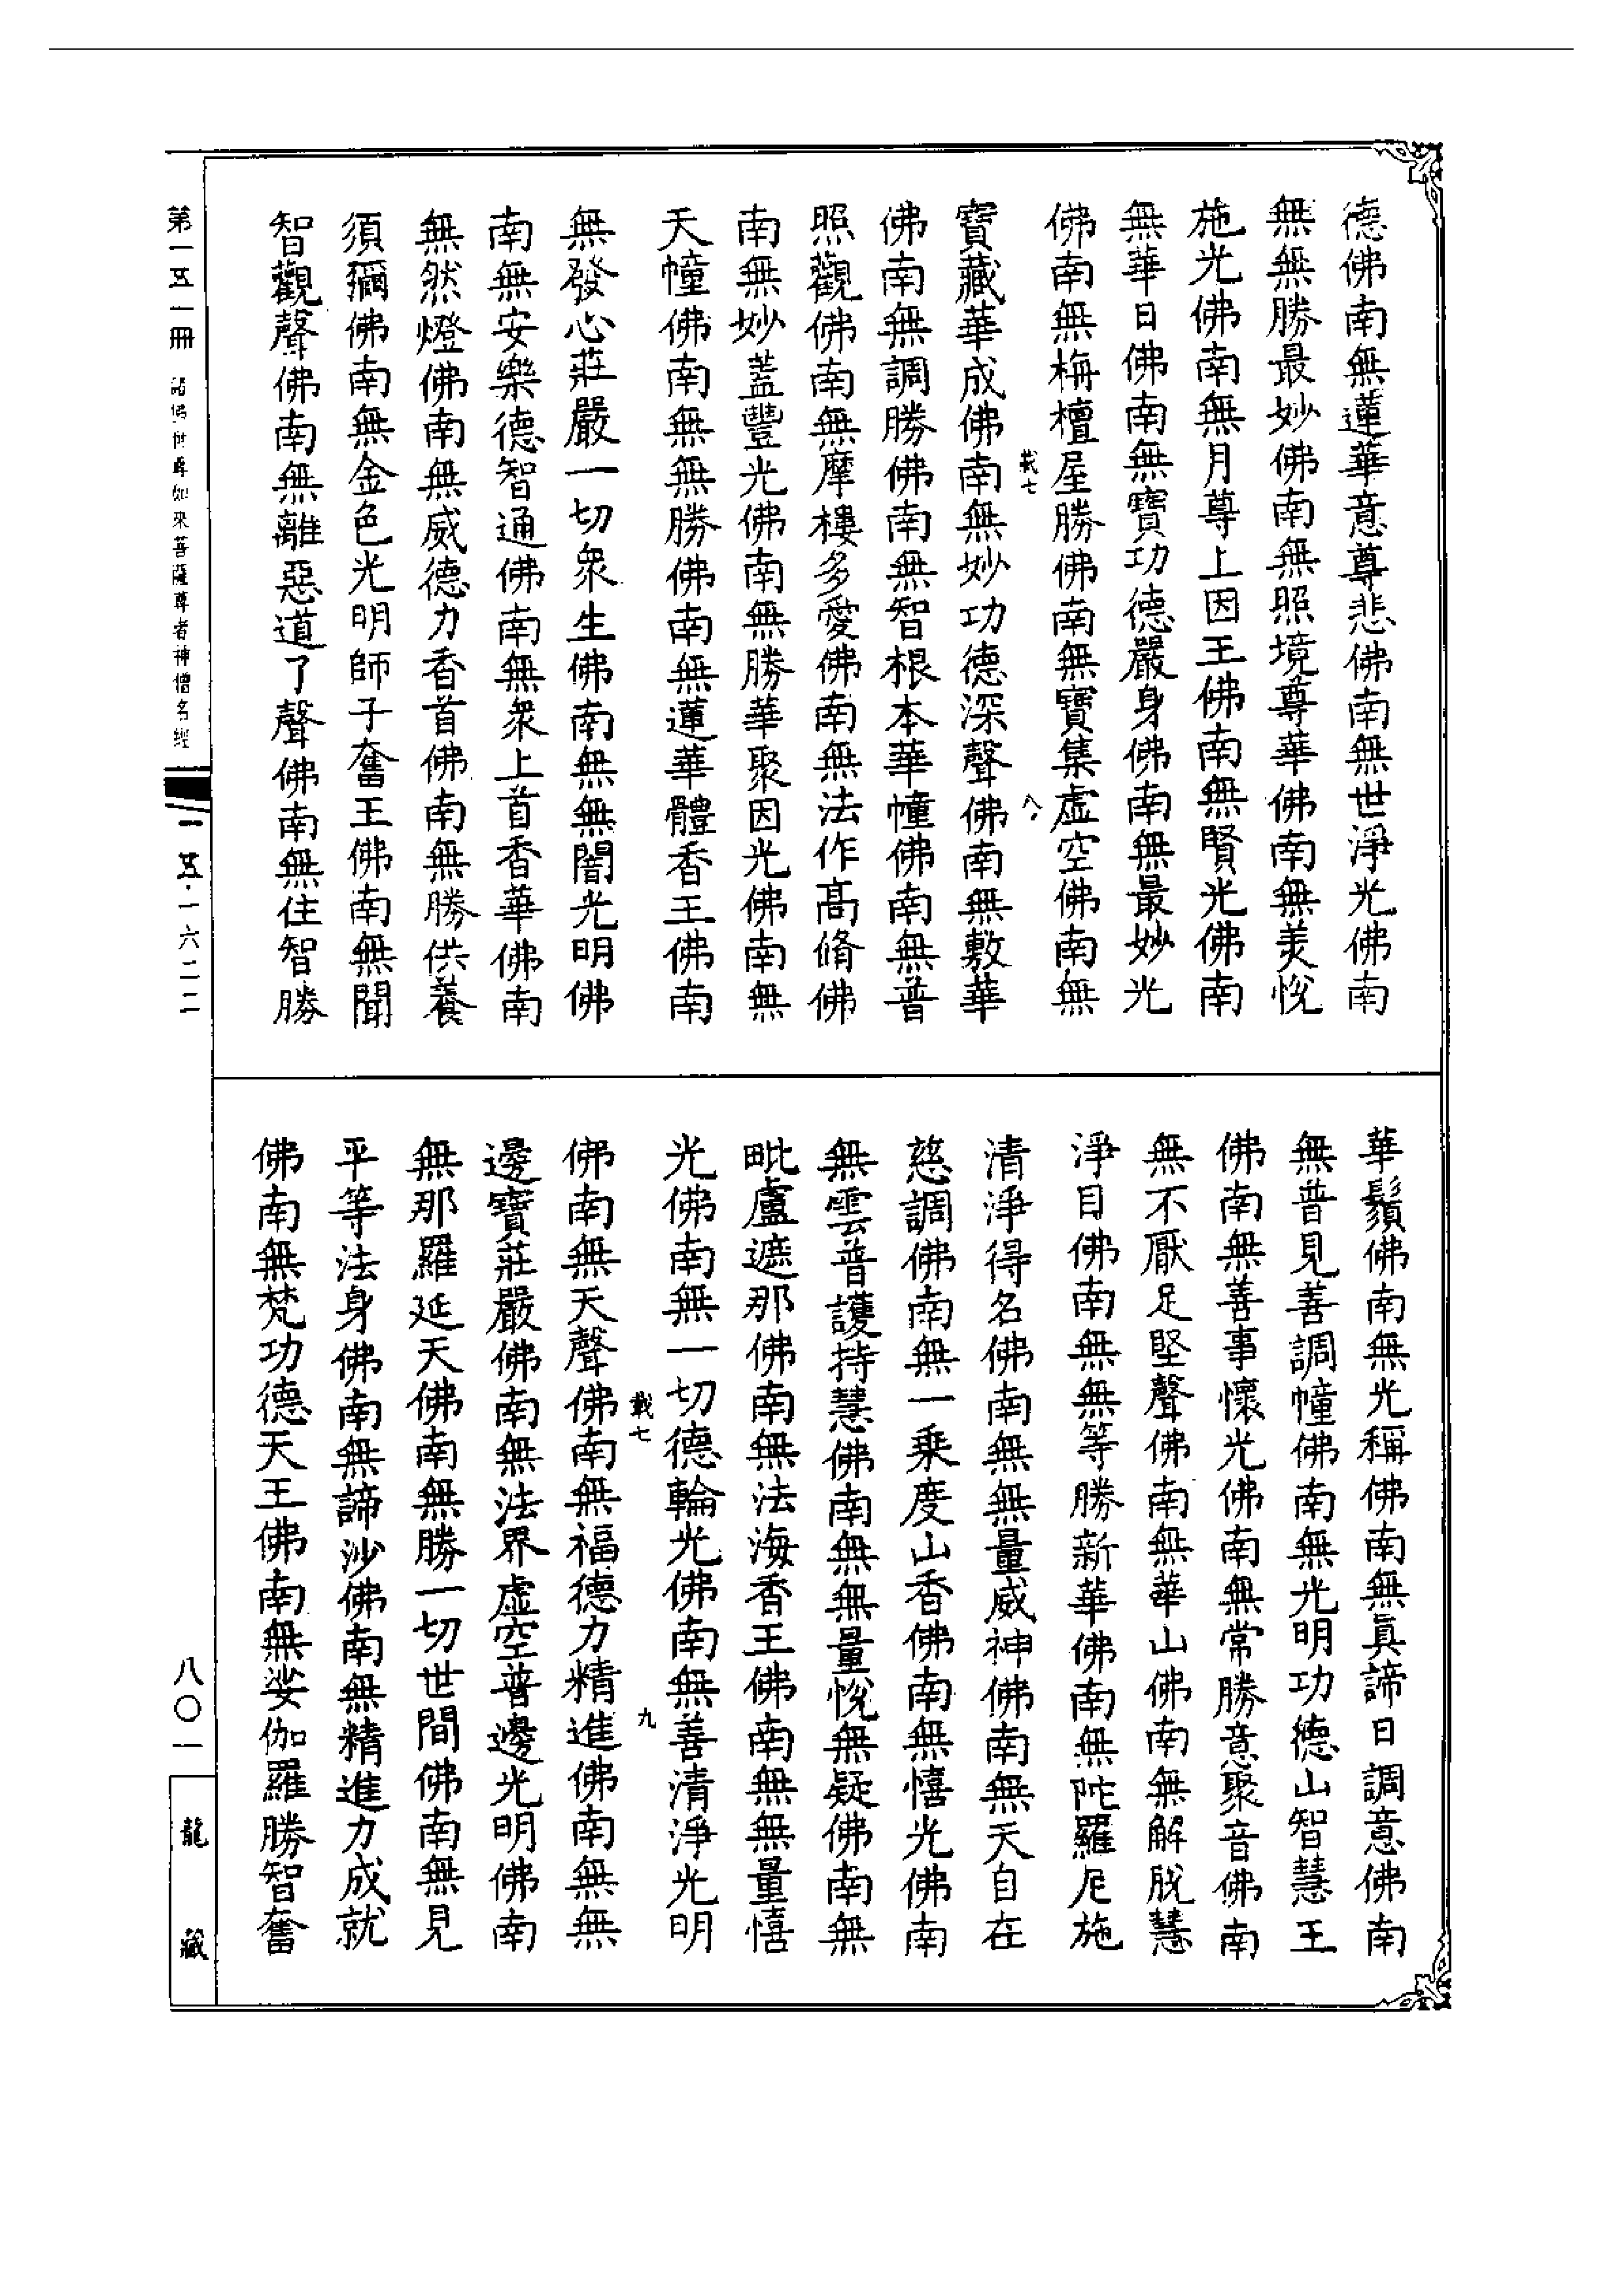 德佛南無蓮華意尊悲佛南無世淨光佛南
無無勝最妙佛南無照境尊華佛南無美悅
施光佛南無月尊上因王佛南無賢光佛南
無華日佛南無寶功德嚴身佛南無最妙光
佛南無栴檀屋勝佛南無寶集虛空佛南無
載七
八
寶藏華成佛南無妙功德深聲佛南無敷華
佛南無調勝佛南無智根本華幢佛南無普
照觀佛南無摩樓多愛佛南無法作高脩佛
南無妙蓋豐光佛南無勝華聚因光佛南無
天幢佛南無無勝佛南無蓮華體香王佛南
無發心莊嚴一切衆生佛南無無闇光明佛
南無安樂德智通佛南無衆上首香華佛南
無然燈佛南無威德力香首佛南無勝供養
須彌佛南無金色光明師子奮王佛南無聞
智觀聲佛南無離惡道了聲佛南無住智勝
華鬚佛南無光稱佛南無眞諦日調意佛南
無普見善調幢佛南無光明功德山智慧王
佛南無善事懷光佛南無常勝意聚音佛南
無不厭足堅聲佛南無華山佛南無解脫慧
淨目佛南無無等勝新華佛南無陀羅尼施
清淨得名佛南無無量威神佛南無天自在
慈調佛南無一乘度山香佛南無憘光佛南
無雲普護持慧佛南無無量悅無疑佛南無
毗盧遮那佛南無法海香王佛南無無量憘
光佛南無一切德輪光佛南無善清淨光明
載七
九
佛南無天聲佛南無福德力精進佛南無無
邊寶莊嚴佛南無法界虛空普邊光明佛南
無那羅延天佛南無勝一切世間佛南無見
平等法身佛南無諦沙佛南無精進力成就
佛南無梵功德天王佛南無娑伽羅勝智奮
第一五一冊
諸佛世尊如來菩薩尊者神僧名經
一五·一六二二
八〇一
龍藏